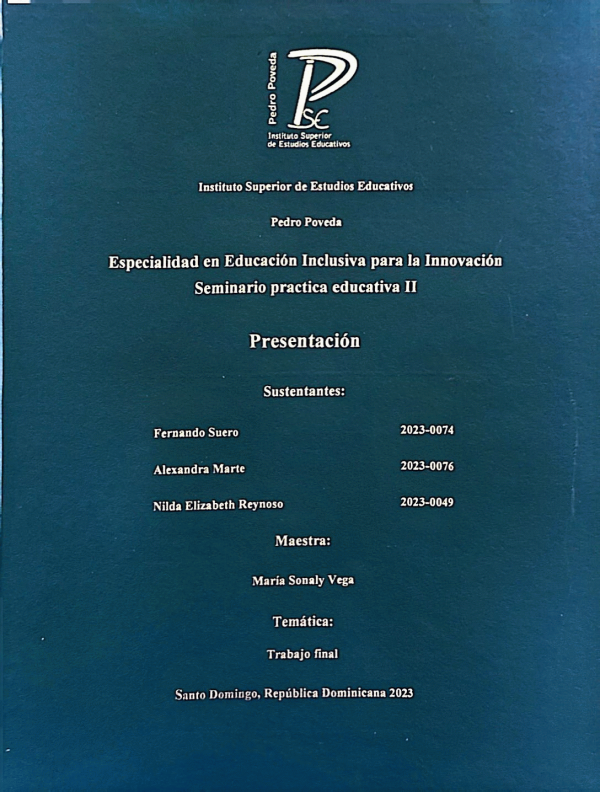 Pedro Poveda
ISE
Instituto Superior
de Estudios Educativos
Instituto Superior de Estudios Educativos
Pedro Poveda
Especialidad en Educación Inclusiva para la Innovación
Seminario practica educativa II
Presentación
Sustentantes:
Fernando Suero 2023-0074
Alexandra Marte 2023-0076
Nilda Elizabeth Reynoso 2023-0049
Maestra:
María Sonaly Vega
Temática:
Trabajo final
Santo Domingo, República Dominicana 2023